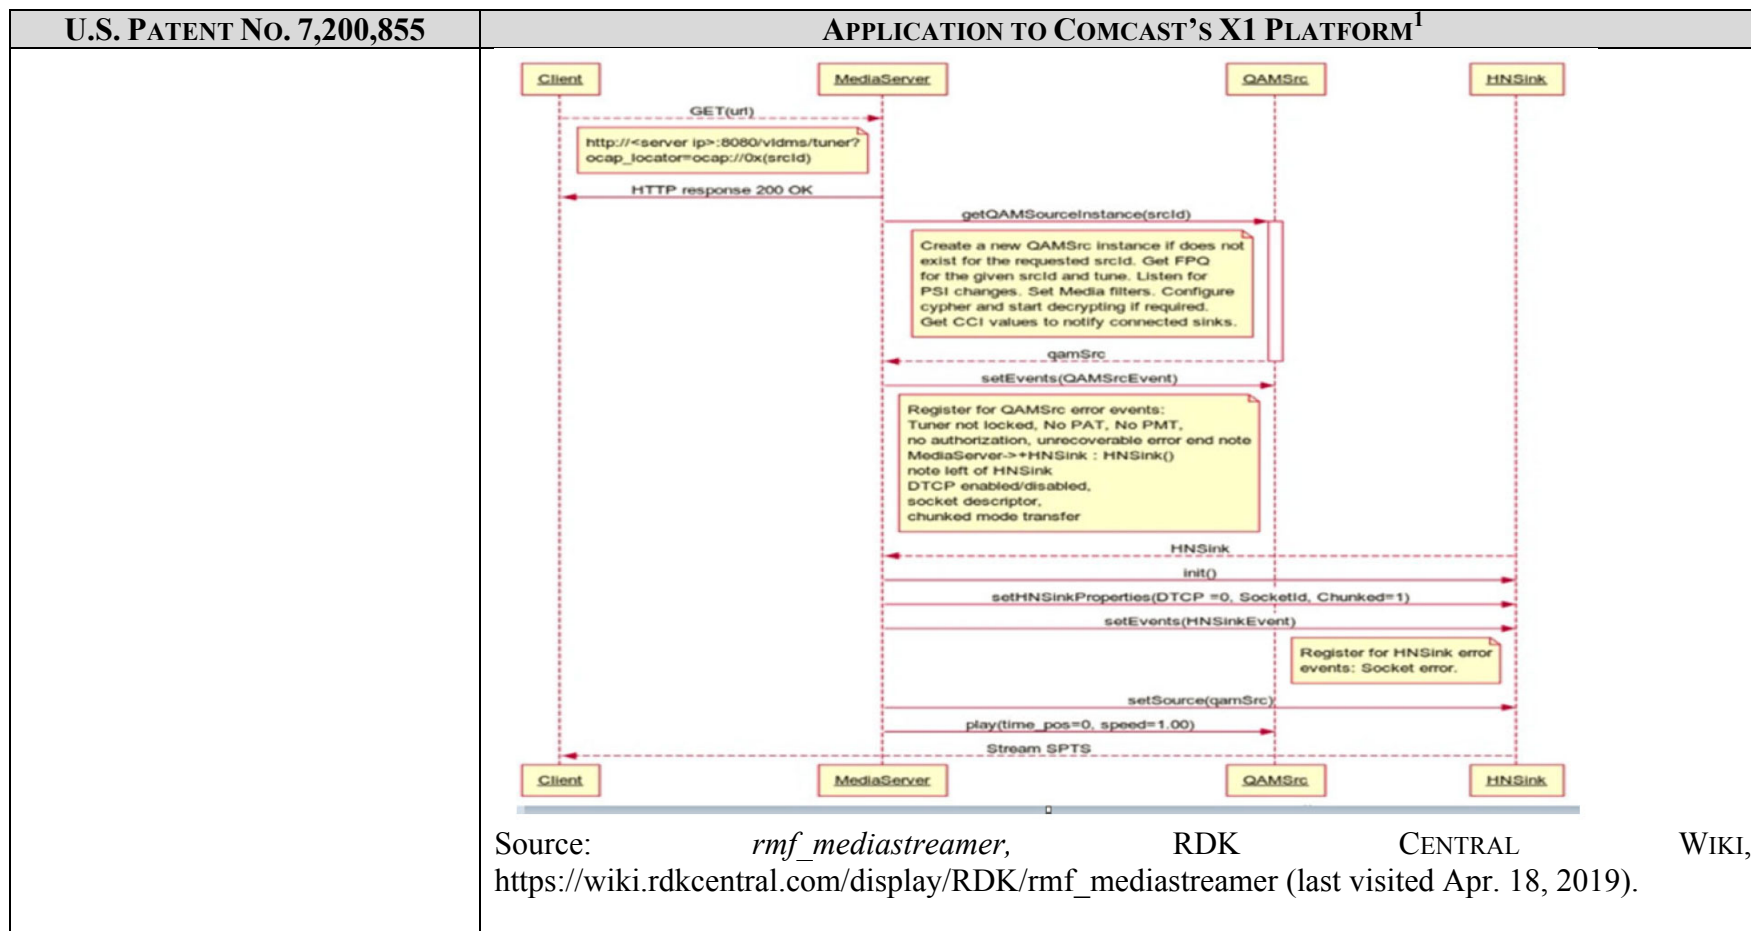 U.S. PATENT NO. 7,200,855
APPLICATION TO COMCAST'S X1 PLATFORM1
Client
MediaServer
QAMSrc
HNSink
GET(url)
http://<server ip>:8080/vldms/tuner?
ocap_locator=ocap://0x(srcId)
HTTP response 200 OK
getQAMSourceInstance(srcId)
Create a new QAMSrc instance if does not
exist for the requested srcId. Get FPQ
for the given srcId and tune. Listen for
PSI changes. Set Media filters. Configure
cypher and start decrypting if required.
Get CCI values to notify connected sinks.
qamSrc
setEvents(QAMSrcEvent)
Register for QAMSrc error events:
Tuner not locked, No PAT, No PMT,
no authorization, unrecoverable error end note
MediaServer->+HNSink : HNSink()
note left of HNSink
DTCP enabled/disabled,
socket descriptor,
chunked mode transfer
HNSink
init()
setHNSinkProperties(DTCP =0, SocketId, Chunked=1)
setEvents(HNSinkEvent)
Register for HNSink error
events: Socket error.
setSource(qamSrc)
play(time_pos=0, speed=1.00)
Stream SPTS
Client
MediaServer
QAMSrc
HNSink
Source: rmf_mediastreamer, RDK CENTRAL WIKI,
https://wiki.rdkcentral.com/display/RDK/rmf_mediastreamer (last visited Apr. 18, 2019).